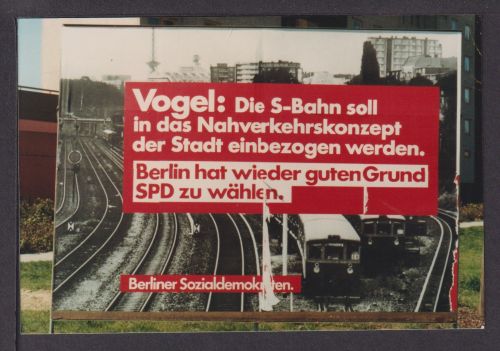 Vogel: Die S-Bahn soll
in das Nahverkehrskonzept
der Stadt einbezogen werden.
Berlin hat wieder guten Grund
SPD zu wählen.
Berliner Sozialdemokraten.